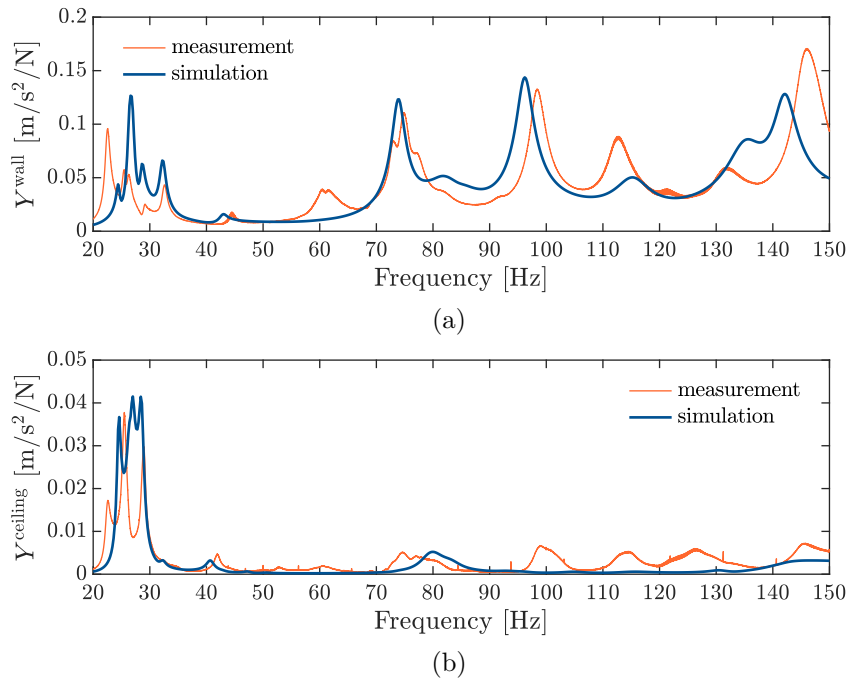 0.2
0.15
0.1
0.05
0
Y^wall [m/s²/N]
measurement
simulation
20 30 40 50 60 70 80 90 100 110 120 130 140 150
Frequency [Hz]
(a)
0.05
0.04
0.03
0.02
0.01
0
Y^ceiling [m/s²/N]
measurement
simulation
20 30 40 50 60 70 80 90 100 110 120 130 140 150
Frequency [Hz]
(b)